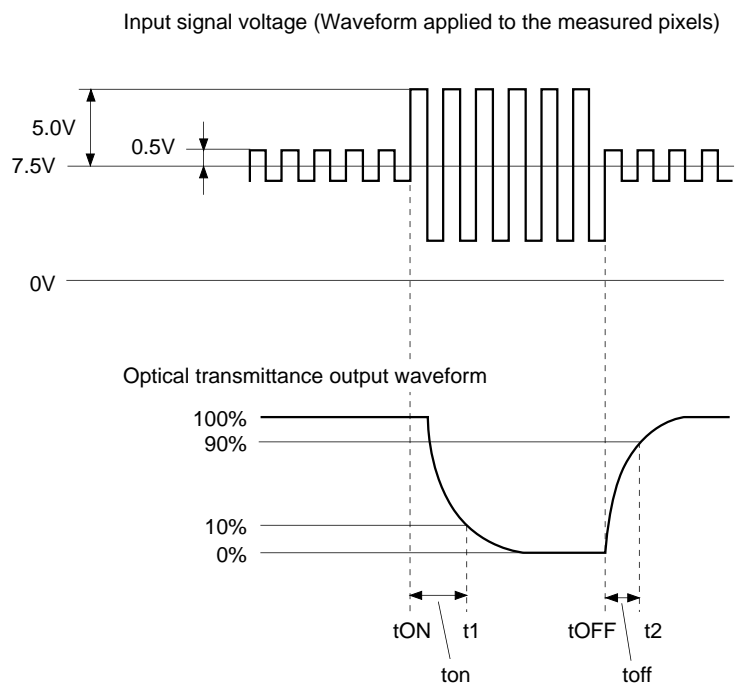 Input signal voltage (Waveform applied to the measured pixels)
5.0V
0.5V
7.5V
0V
Optical transmittance output waveform
100%
90%
10%
0%
tON t1 tOFF t2
ton toff